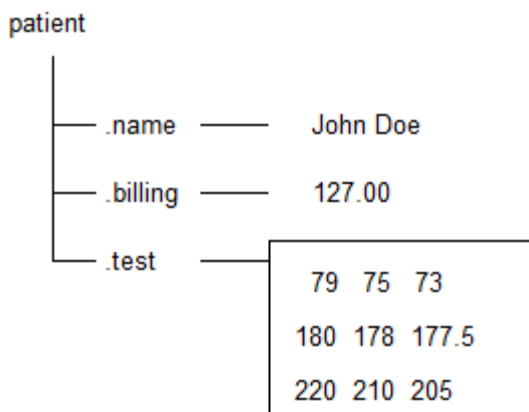 patient
.name John Doe
.billing 127.00
.test
79 75 73
180 178 177.5
220 210 205